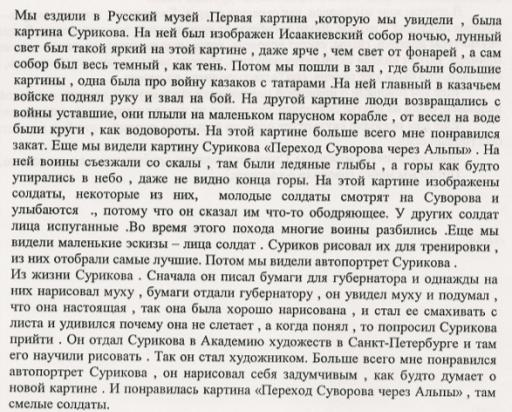 Мы ездили в Русский музей .Первая картина ,которую мы увидели , была
картина Сурикова. На ней был изображен Исаакиевский собор ночью, лунный
свет был такой яркий на этой картине , даже ярче , чем свет от фонарей , а сам
собор был весь темный , как тень. Потом мы пошли в зал , где были большие
картины , одна была про войну казаков с татарами .На ней главный в казачьем
войске поднял руку и звал на бой. На другой картине люди возвращались с
войны уставшие, они плыли на маленьком парусном корабле , от весел на воде
были круги , как водовороты. На этой картине больше всего мне понравился
закат. Еще мы видели картину Сурикова «Переход Суворова через Альпы» . На
ней воины съезжали со скалы , там были ледяные глыбы , а горы как будто
упирались в небо , даже не видно конца горы. На этой картине изображены
солдаты, некоторые из них, молодые солдаты смотрят на Суворова и
улыбаются ., потому что он сказал им что-то ободряющее. У других солдат
лица испуганные .Во время этого похода многие воины разбились .Еще мы
видели маленькие эскизы – лица солдат . Суриков рисовал их для тренировки ,
из них отобрали самые лучшие. Потом мы видели автопортрет Сурикова .
Из жизни Сурикова . Сначала он писал бумаги для губернатора и однажды на
них нарисовал муху , бумаги отдали губернатору , он увидел муху и подумал ,
что она настоящая , так она была хорошо нарисована , и стал ее смахивать с
листа и удивился почему она не слетает , а когда понял , то попросил Сурикова
прийти . Он отдал Сурикова в Академию художеств в Санкт-Петербурге и там
его научили рисовать . Так он стал художником. Больше всего мне понравился
автопортрет Сурикова , он нарисовал себя задумчивым , как будто думает о
новой картине . И понравилась картина «Переход Суворова через Альпы» , там
смелые солдаты.